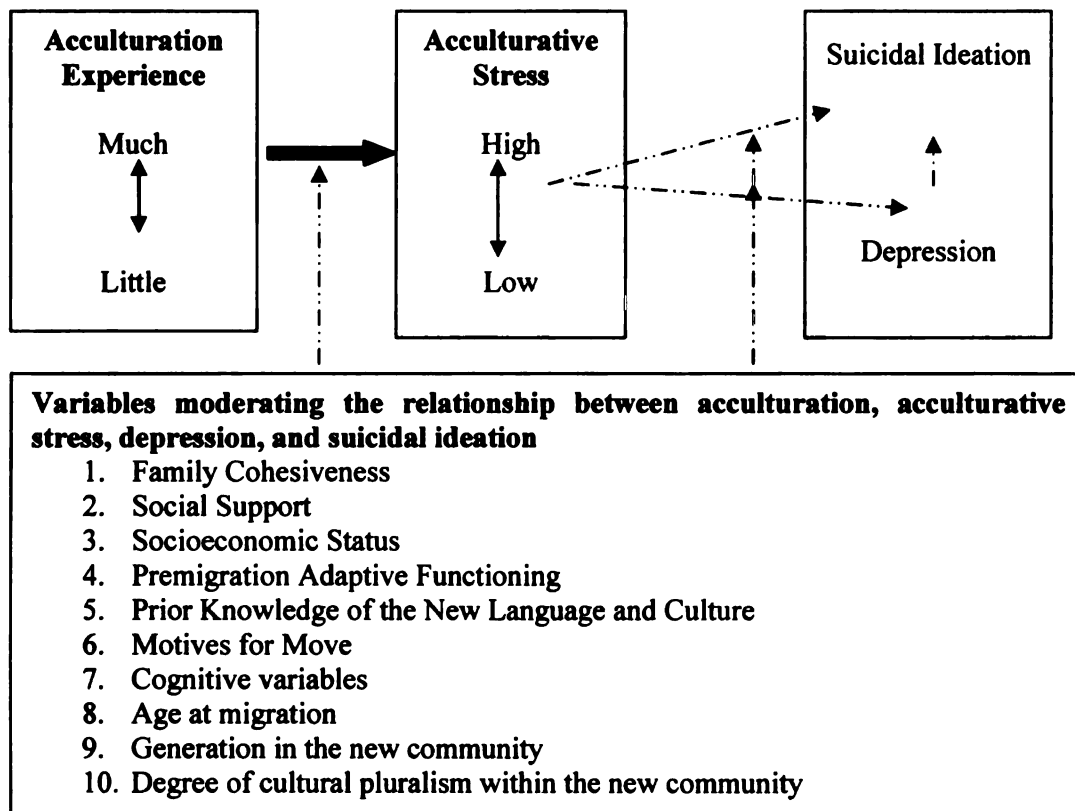 Acculturation
Experience
Much
Little
Acculturative
Stress
High
Low
Suicidal Ideation
Depression
Variables moderating the relationship between acculturation, acculturative
stress, depression, and suicidal ideation
1. Family Cohesiveness
2. Social Support
3. Socioeconomic Status
4. Premigration Adaptive Functioning
5. Prior Knowledge of the New Language and Culture
6. Motives for Move
7. Cognitive variables
8. Age at migration
9. Generation in the new community
10. Degree of cultural pluralism within the new community